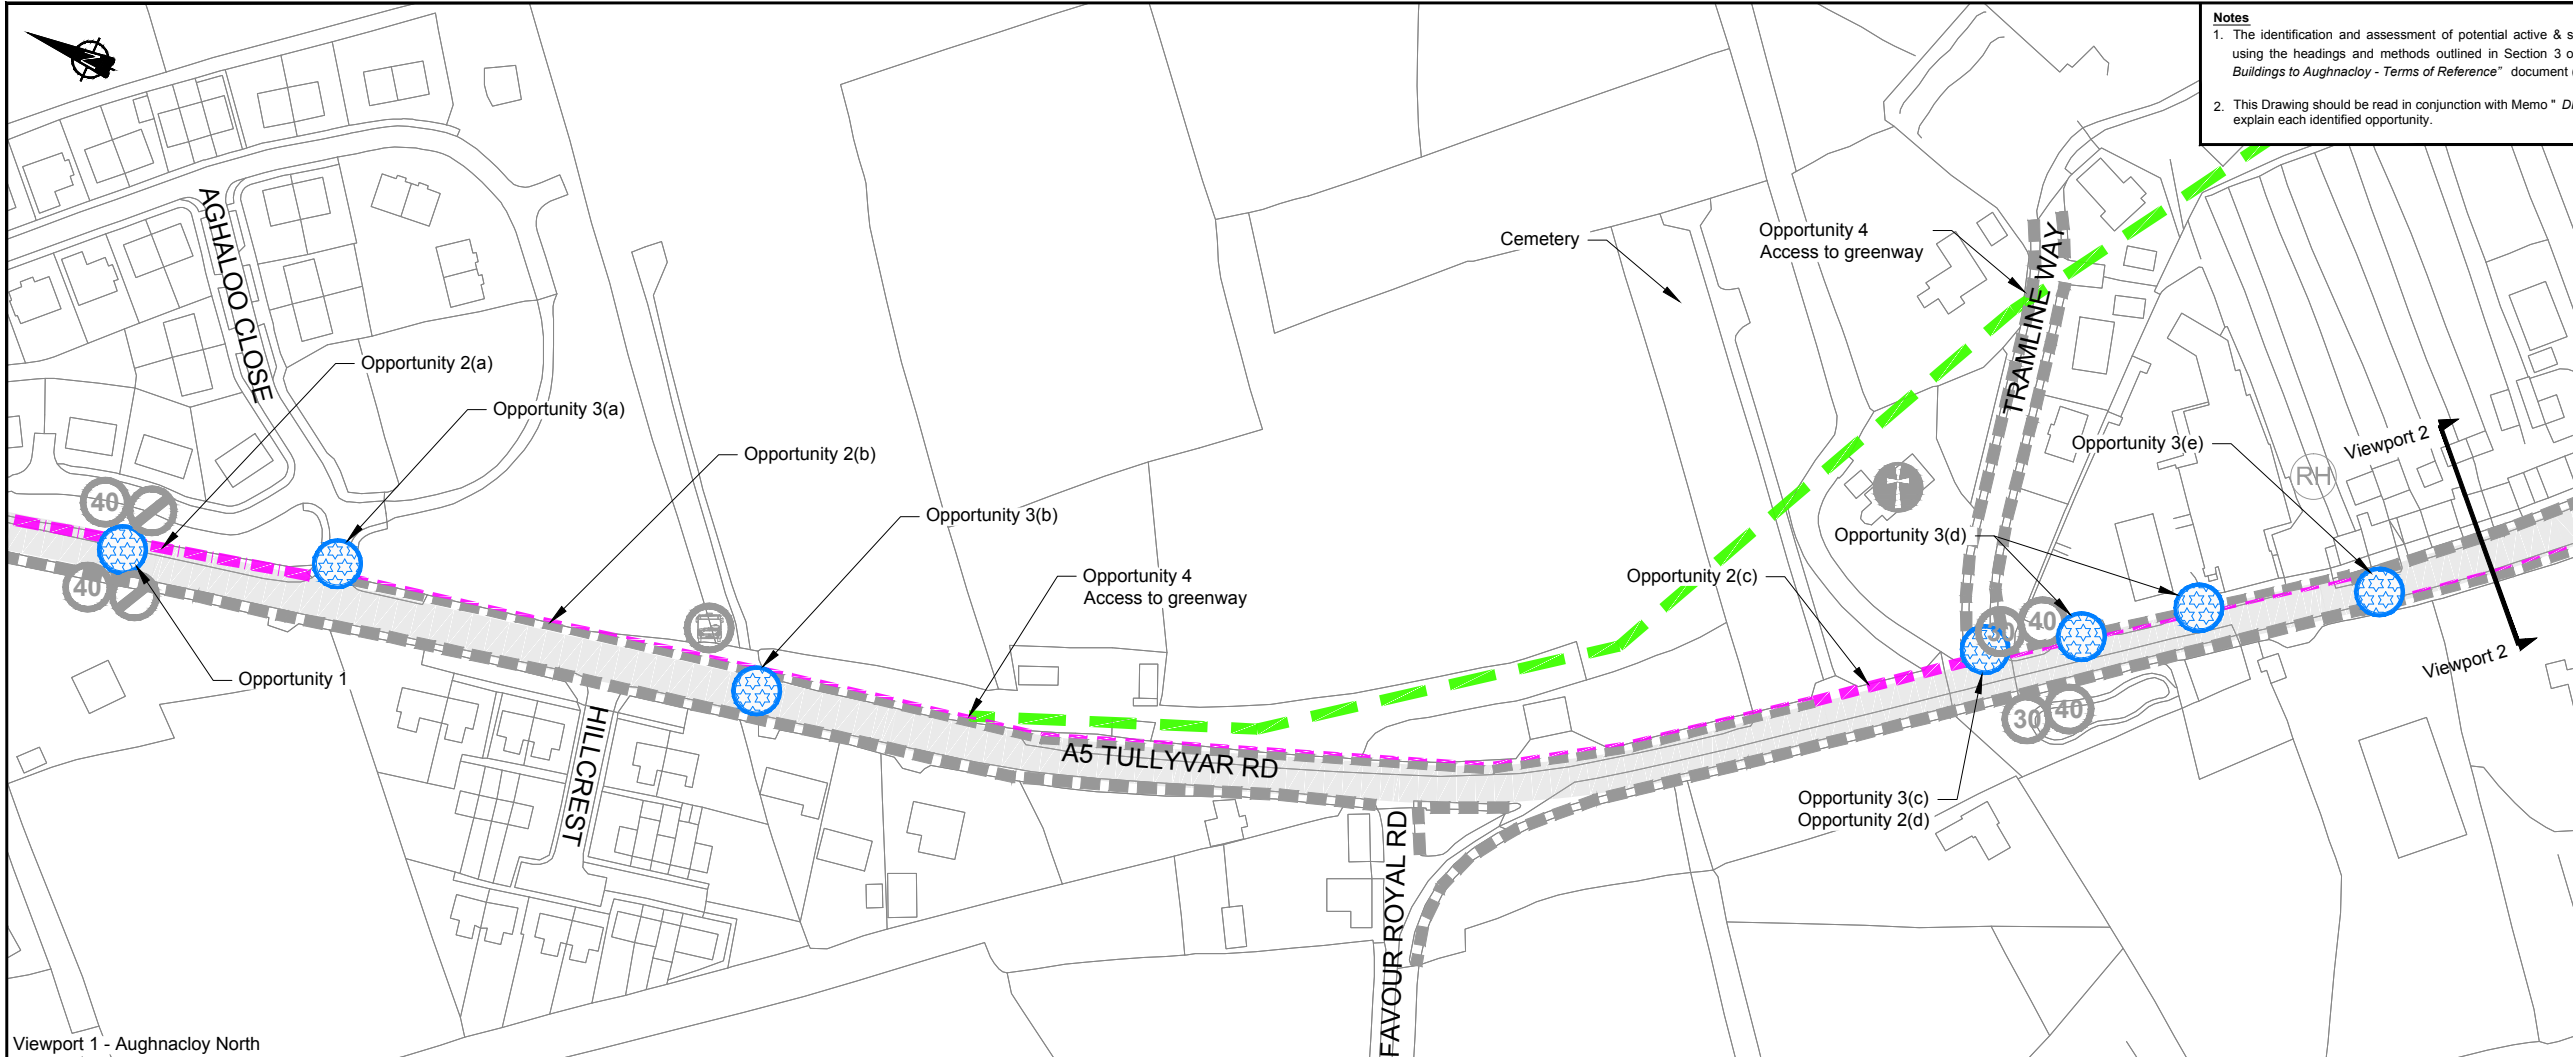 Notes
1. The identification and assessment of potential active & s
using the headings and methods outlined in Section 3 o
Buildings to Aughnacloy - Terms of Reference" document
2. This Drawing should be read in conjunction with Memo "
explain each identified opportunity.
AGHALOO CLOSE
Opportunity 2(a)
Opportunity 3(a)
Opportunity 2(b)
Opportunity 3(b)
Cemetery
Opportunity 4
Access to greenway
TRAMLINE WAY
Opportunity 3(e)
Viewport 2
RH
40
40
Opportunity 1
Opportunity 4
Access to greenway
Opportunity 2(c)
Opportunity 3(d)
30
40
Viewport 2
HILLCREST
A5 TULLYVAR RD
30
40
Opportunity 3(c)
Opportunity 2(d)
FAVOUR ROYAL RD
Viewport 1 - Aughnacloy North